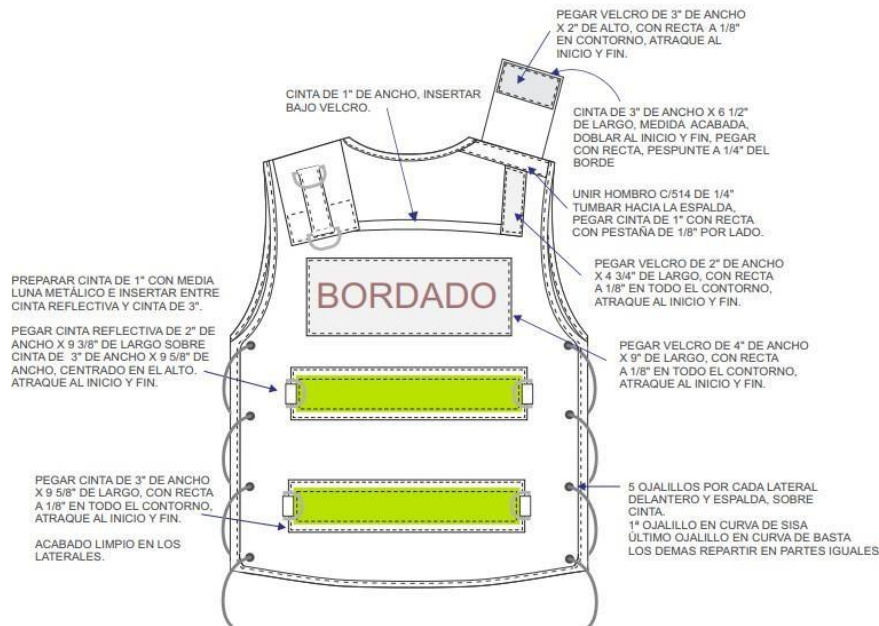 PEGAR VELCRO DE 3" DE ANCHO
X 2" DE ALTO, CON RECTA A 1/8"
EN CONTORNO, ATRAQUE AL
INICIO Y FIN.
CINTA DE 1" DE ANCHO, INSERTAR
BAJO VELCRO.
CINTA DE 3" DE ANCHO X 6 1/2"
DE LARGO, MEDIDA ACABADA,
DOBLAR AL INICIO Y FIN, PEGAR
CON RECTA, PESPUNTE A 1/4" DEL
BORDE
UNIR HOMBRO C/514 DE 1/4"
TUMBAR HACIA LA ESPALDA,
PEGAR CINTA DE 1" CON RECTA
CON PESTAÑA DE 1/8" POR LADO.
PEGAR VELCRO DE 2" DE ANCHO
X 4 3/4" DE LARGO, CON RECTA
A 1/8" EN TODO EL CONTORNO,
ATRAQUE AL INICIO Y FIN.
PREPARAR CINTA DE 1" CON MEDIA
LUNA METÁLICO E INSERTAR ENTRE
CINTA REFLECTIVA Y CINTA DE 3".
BORDADO
PEGAR CINTA REFLECTIVA DE 2" DE
ANCHO X 9 3/8" DE LARGO SOBRE
CINTA DE 3" DE ANCHO X 9 5/8" DE
ANCHO, CENTRADO EN EL ALTO.
ATRAQUE AL INICIO Y FIN.
PEGAR VELCRO DE 4" DE ANCHO
X 9" DE LARGO, CON RECTA
A 1/8" EN TODO EL CONTORNO,
ATRAQUE AL INICIO Y FIN.
PEGAR CINTA DE 3" DE ANCHO
X 9 5/8" DE LARGO, CON RECTA
A 1/8" EN TODO EL CONTORNO,
ATRAQUE AL INICIO Y FIN.
ACABADO LIMPIO EN LOS
LATERALES.
5 OJALILLOS POR CADA LATERAL
DELANTERO Y ESPALDA, SOBRE
CINTA.
1ª OJALILLO EN CURVA DE SISA
ÚLTIMO OJALILLO EN CURVA DE BASTA
LOS DEMAS REPARTIR EN PARTES IGUALES